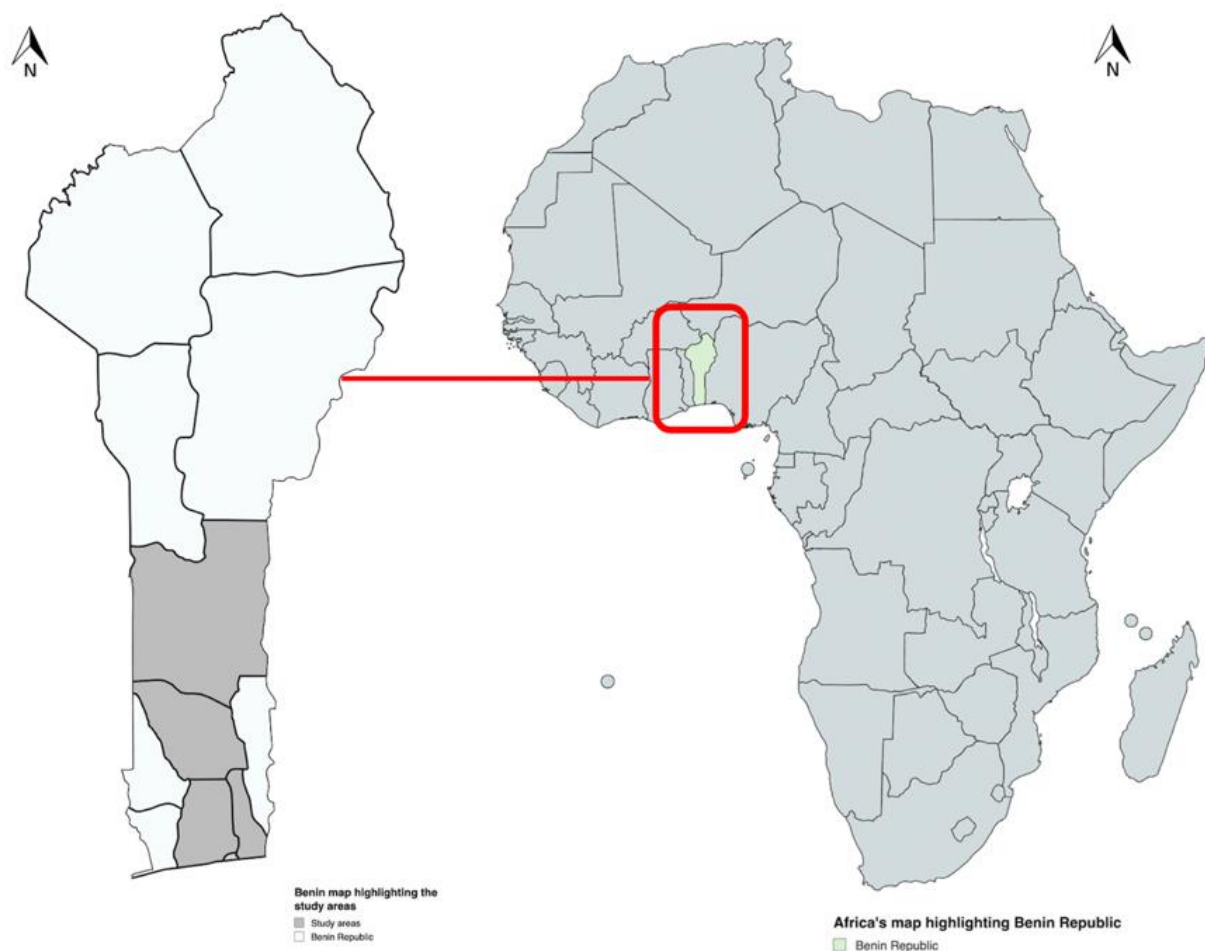 N
N
Benin map highlighting the
study areas
Study areas
Benin Republic
Africa's map highlighting Benin Republic
Benin Republic